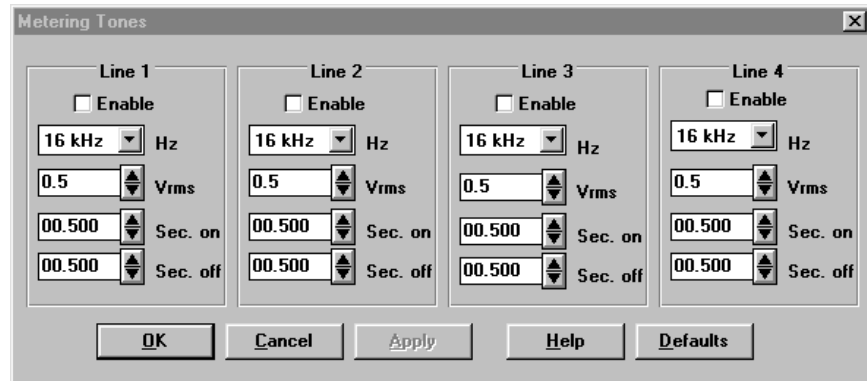 Metering Tones
Line 1
Enable
16 kHz Hz
0.5 Vrms
00.500 Sec. on
00.500 Sec. off
Line 2
Enable
16 kHz Hz
0.5 Vrms
00.500 Sec. on
00.500 Sec. off
Line 3
Enable
16 kHz Hz
0.5 Vrms
00.500 Sec. on
00.500 Sec. off
Line 4
Enable
16 kHz Hz
0.5 Vrms
00.500 Sec. on
00.500 Sec. off
OK Cancel Apply Help Defaults